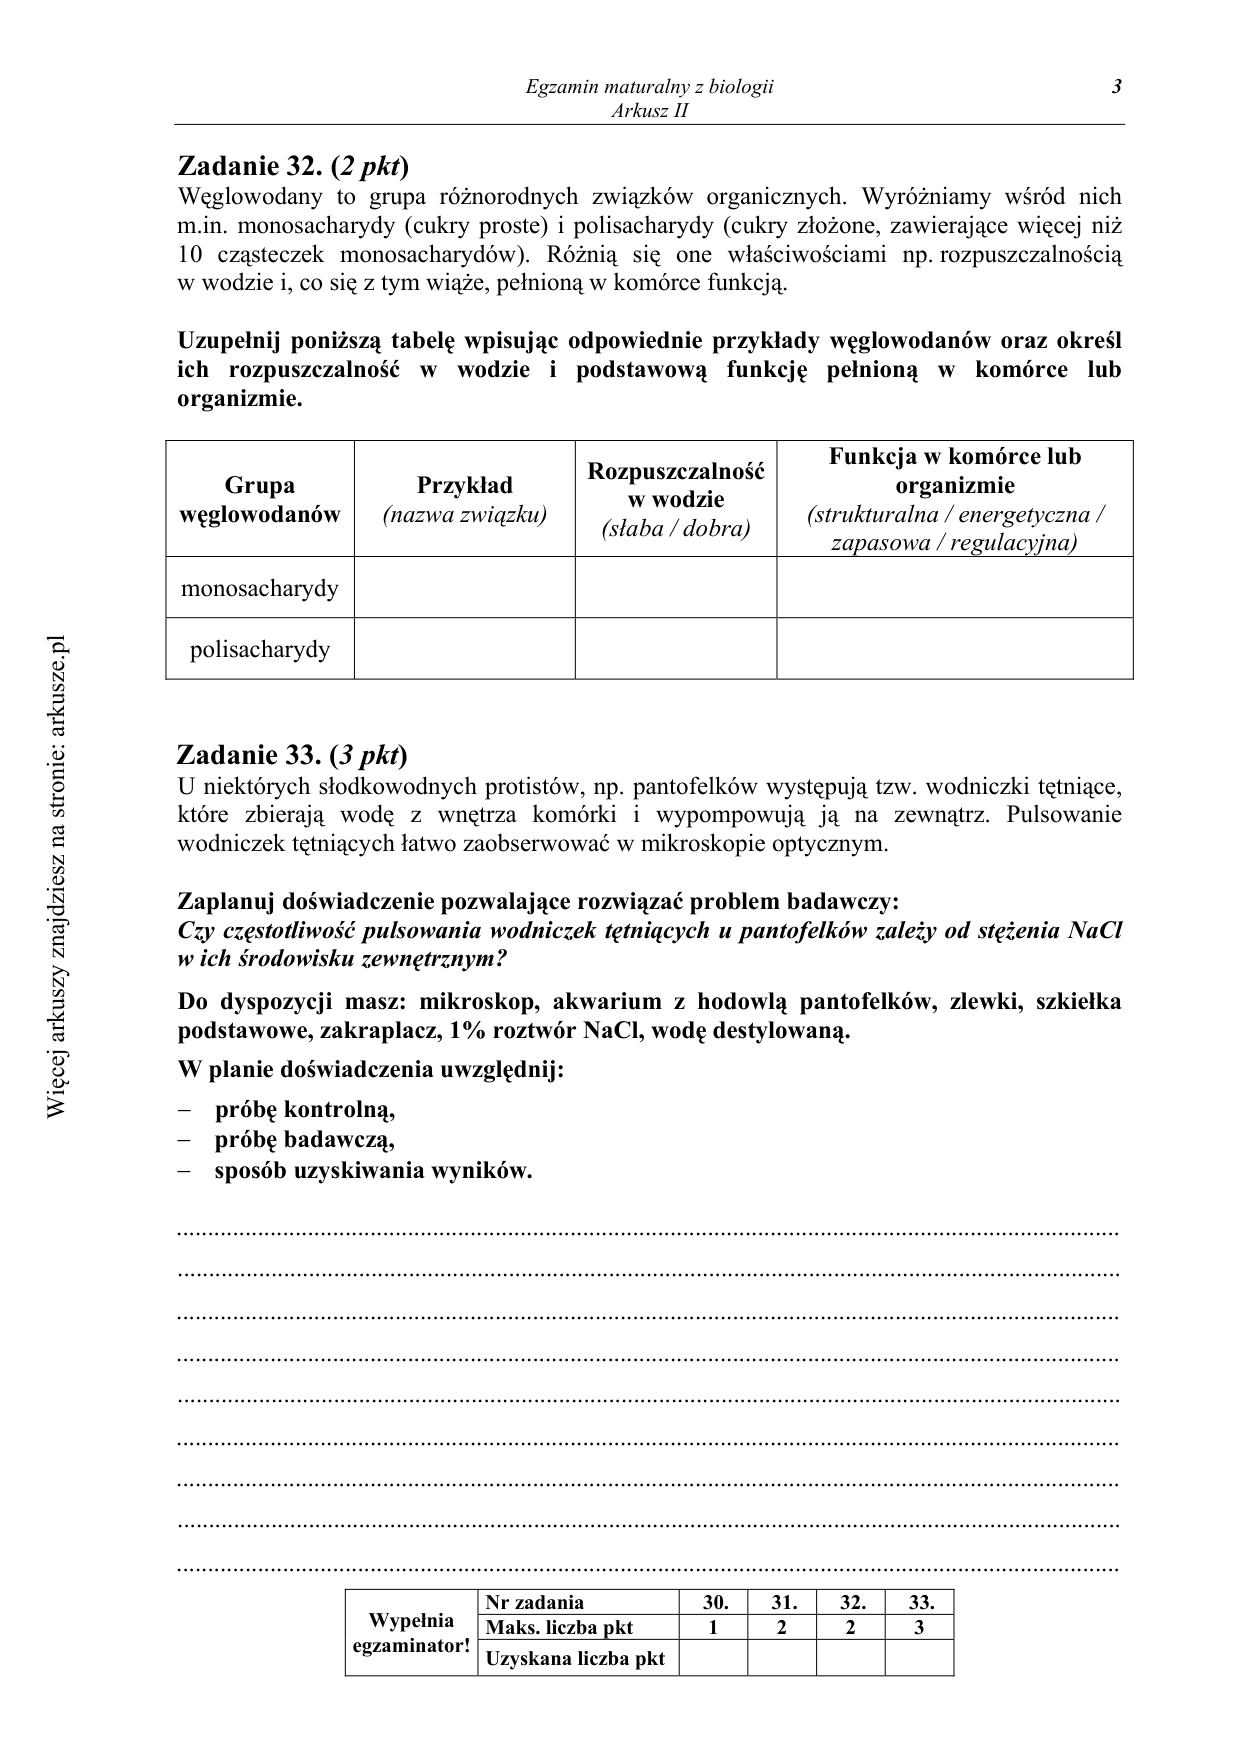 Egzamin maturalny z biologii 3
Arkusz II
Zadanie 32. (2 pkt)
Węglowodany to grupa różnorodnych związków organicznych. Wyróżniamy wśród nich
m.in. monosacharydy (cukry proste) i polisacharydy (cukry złożone, zawierające więcej niż
10 cząsteczek monosacharydów). Różnią się one właściwościami np. rozpuszczalnością
w wodzie i, co się z tym wiąże, pełnioną w komórce funkcją.
Uzupełnij poniższą tabelę wpisując odpowiednie przykłady węglowodanów oraz określ
ich rozpuszczalność w wodzie i podstawową funkcję pełnioną w komórce lub
organizmie.
Grupa
węglowodanów
Przykład
(nazwa związku)
Rozpuszczalność
w wodzie
(słaba / dobra)
Funkcja w komórce lub
organizmie
(strukturalna / energetyczna /
zapasowa / regulacyjna)
monosacharydy
polisacharydy
Zadanie 33. (3 pkt)
U niektórych słodkowodnych protistów, np. pantofelków występują tzw. wodniczki tętniące,
które zbierają wodę z wnętrza komórki i wypompowują ją na zewnątrz. Pulsowanie
wodniczek tętniących łatwo zaobserwować w mikroskopie optycznym.
Zaplanuj doświadczenie pozwalające rozwiązać problem badawczy:
Czy częstotliwość pulsowania wodniczek tętniących u pantofelków zależy od stężenia NaCl
w ich środowisku zewnętrznym?
Do dyspozycji masz: mikroskop, akwarium z hodowlą pantofelków, zlewki, szkiełka
podstawowe, zakraplacz, 1% roztwór NaCl, wodę destylowaną.
W planie doświadczenia uwzględnij:
– próbę kontrolną,
– próbę badawczą,
– sposób uzyskiwania wyników.
Wypełnia
egzaminator!
Nr zadania 30. 31. 32. 33.
Maks. liczba pkt 1 2 2 3
Uzyskana liczba pkt
Więcej arkuszy znajdziesz na stronie: arkusze.pl